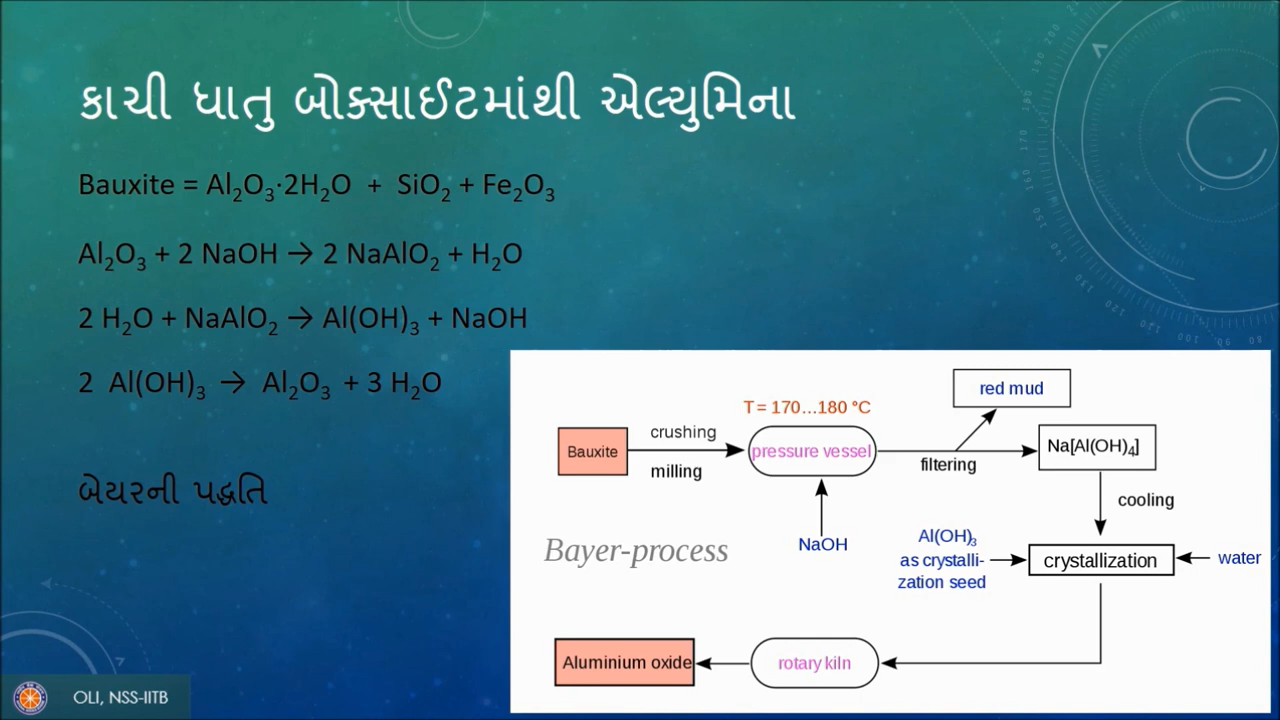 કાચી ધાતુ બોક્સાઈટમાંથી એલ્યુમિના
Bauxite = Al₂O₃·2H₂O + SiO₂ + Fe₂O₃
Al₂O₃ + 2 NaOH → 2 NaAlO₂ + H₂O
2 H₂O + NaAlO₂ → Al(OH)₃ + NaOH
2 Al(OH)₃ → Al₂O₃ + 3 H₂O
બેયરની પદ્ધતિ
T = 170...180 °C
red mud
Bauxite
crushing
milling
pressure vessel
filtering
Na[Al(OH)₄]
cooling
NaOH
Bayer-process
Al(OH)₃
as crystalli-
zation seed
crystallization
water
Aluminium oxide
rotary kiln
OLI, NSS-IITB